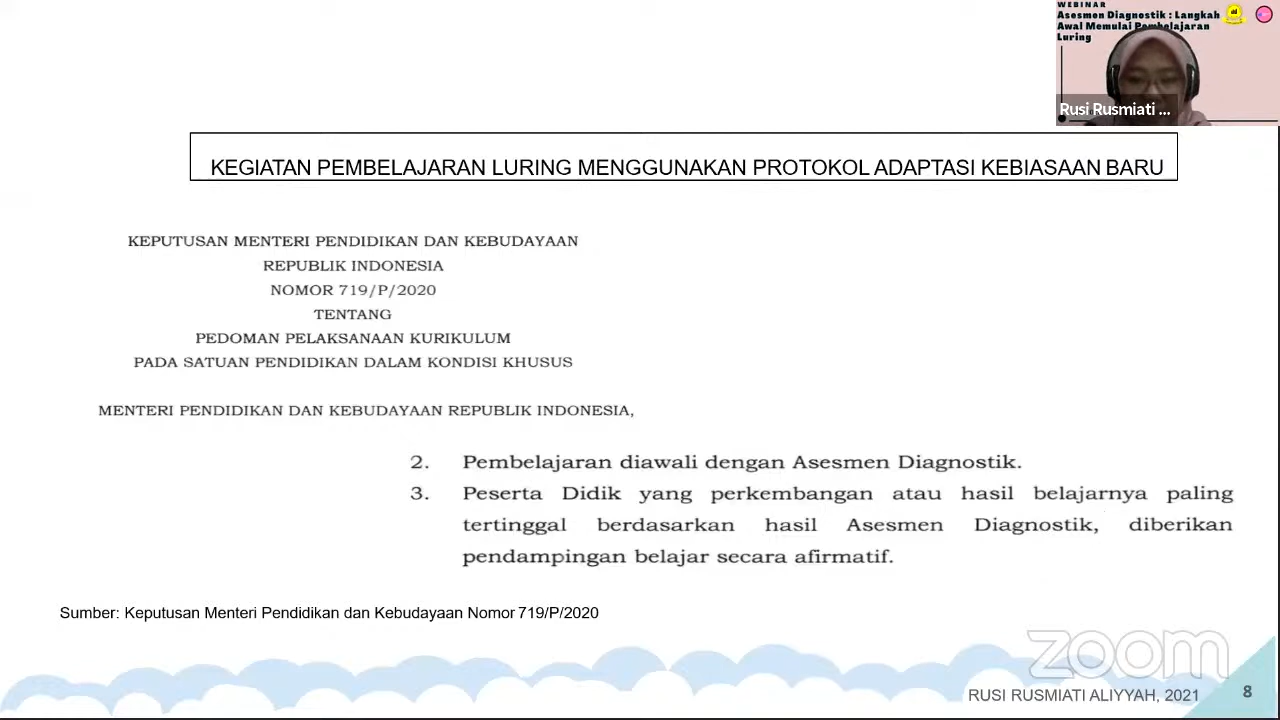 WEBINAR
Asesmen Diagnostik : Langkah
Awal Memulai Pembelajaran
Luring
Rusi Rusmiati ...
KEGIATAN PEMBELAJARAN LURING MENGGUNAKAN PROTOKOL ADAPTASI KEBIASAAN BARU
KEPUTUSAN MENTERI PENDIDIKAN DAN KEBUDAYAAN
REPUBLIK INDONESIA
NOMOR 719/P/2020
TENTANG
PEDOMAN PELAKSANAAN KURIKULUM
PADA SATUAN PENDIDIKAN DALAM KONDISI KHUSUS
MENTERI PENDIDIKAN DAN KEBUDAYAAN REPUBLIK INDONESIA,
2. Pembelajaran diawali dengan Asesmen Diagnostik.
3. Peserta Didik yang perkembangan atau hasil belajarnya paling
tertinggal berdasarkan hasil Asesmen Diagnostik, diberikan
pendampingan belajar secara afirmatif.
Sumber: Keputusan Menteri Pendidikan dan Kebudayaan Nomor 719/P/2020
zoom
RUSI RUSMIATI ALIYYAH, 2021
8